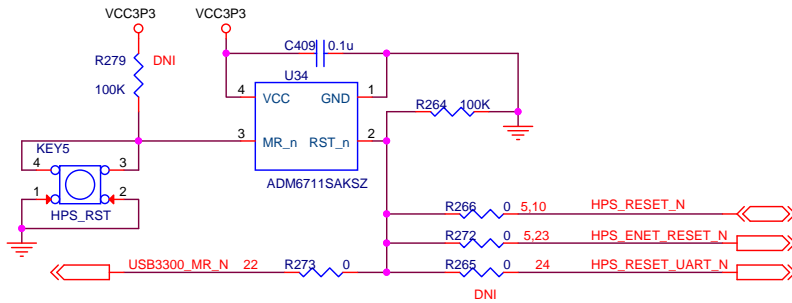 VCC3P3 VCC3P3
C409 0.1u
R279 DNI
100K
U34
4 VCC GND 1
R264 100K
3 MR_n RST_n 2
KEY5
4 3
ADM6711SAKSZ
1 2
HPS_RST
R266 0 5,10 HPS_RESET_N
R272 0 5,23 HPS_ENET_RESET_N
USB3300_MR_N 22 R273 0 R265 0 24 HPS_RESET_UART_N
DNI